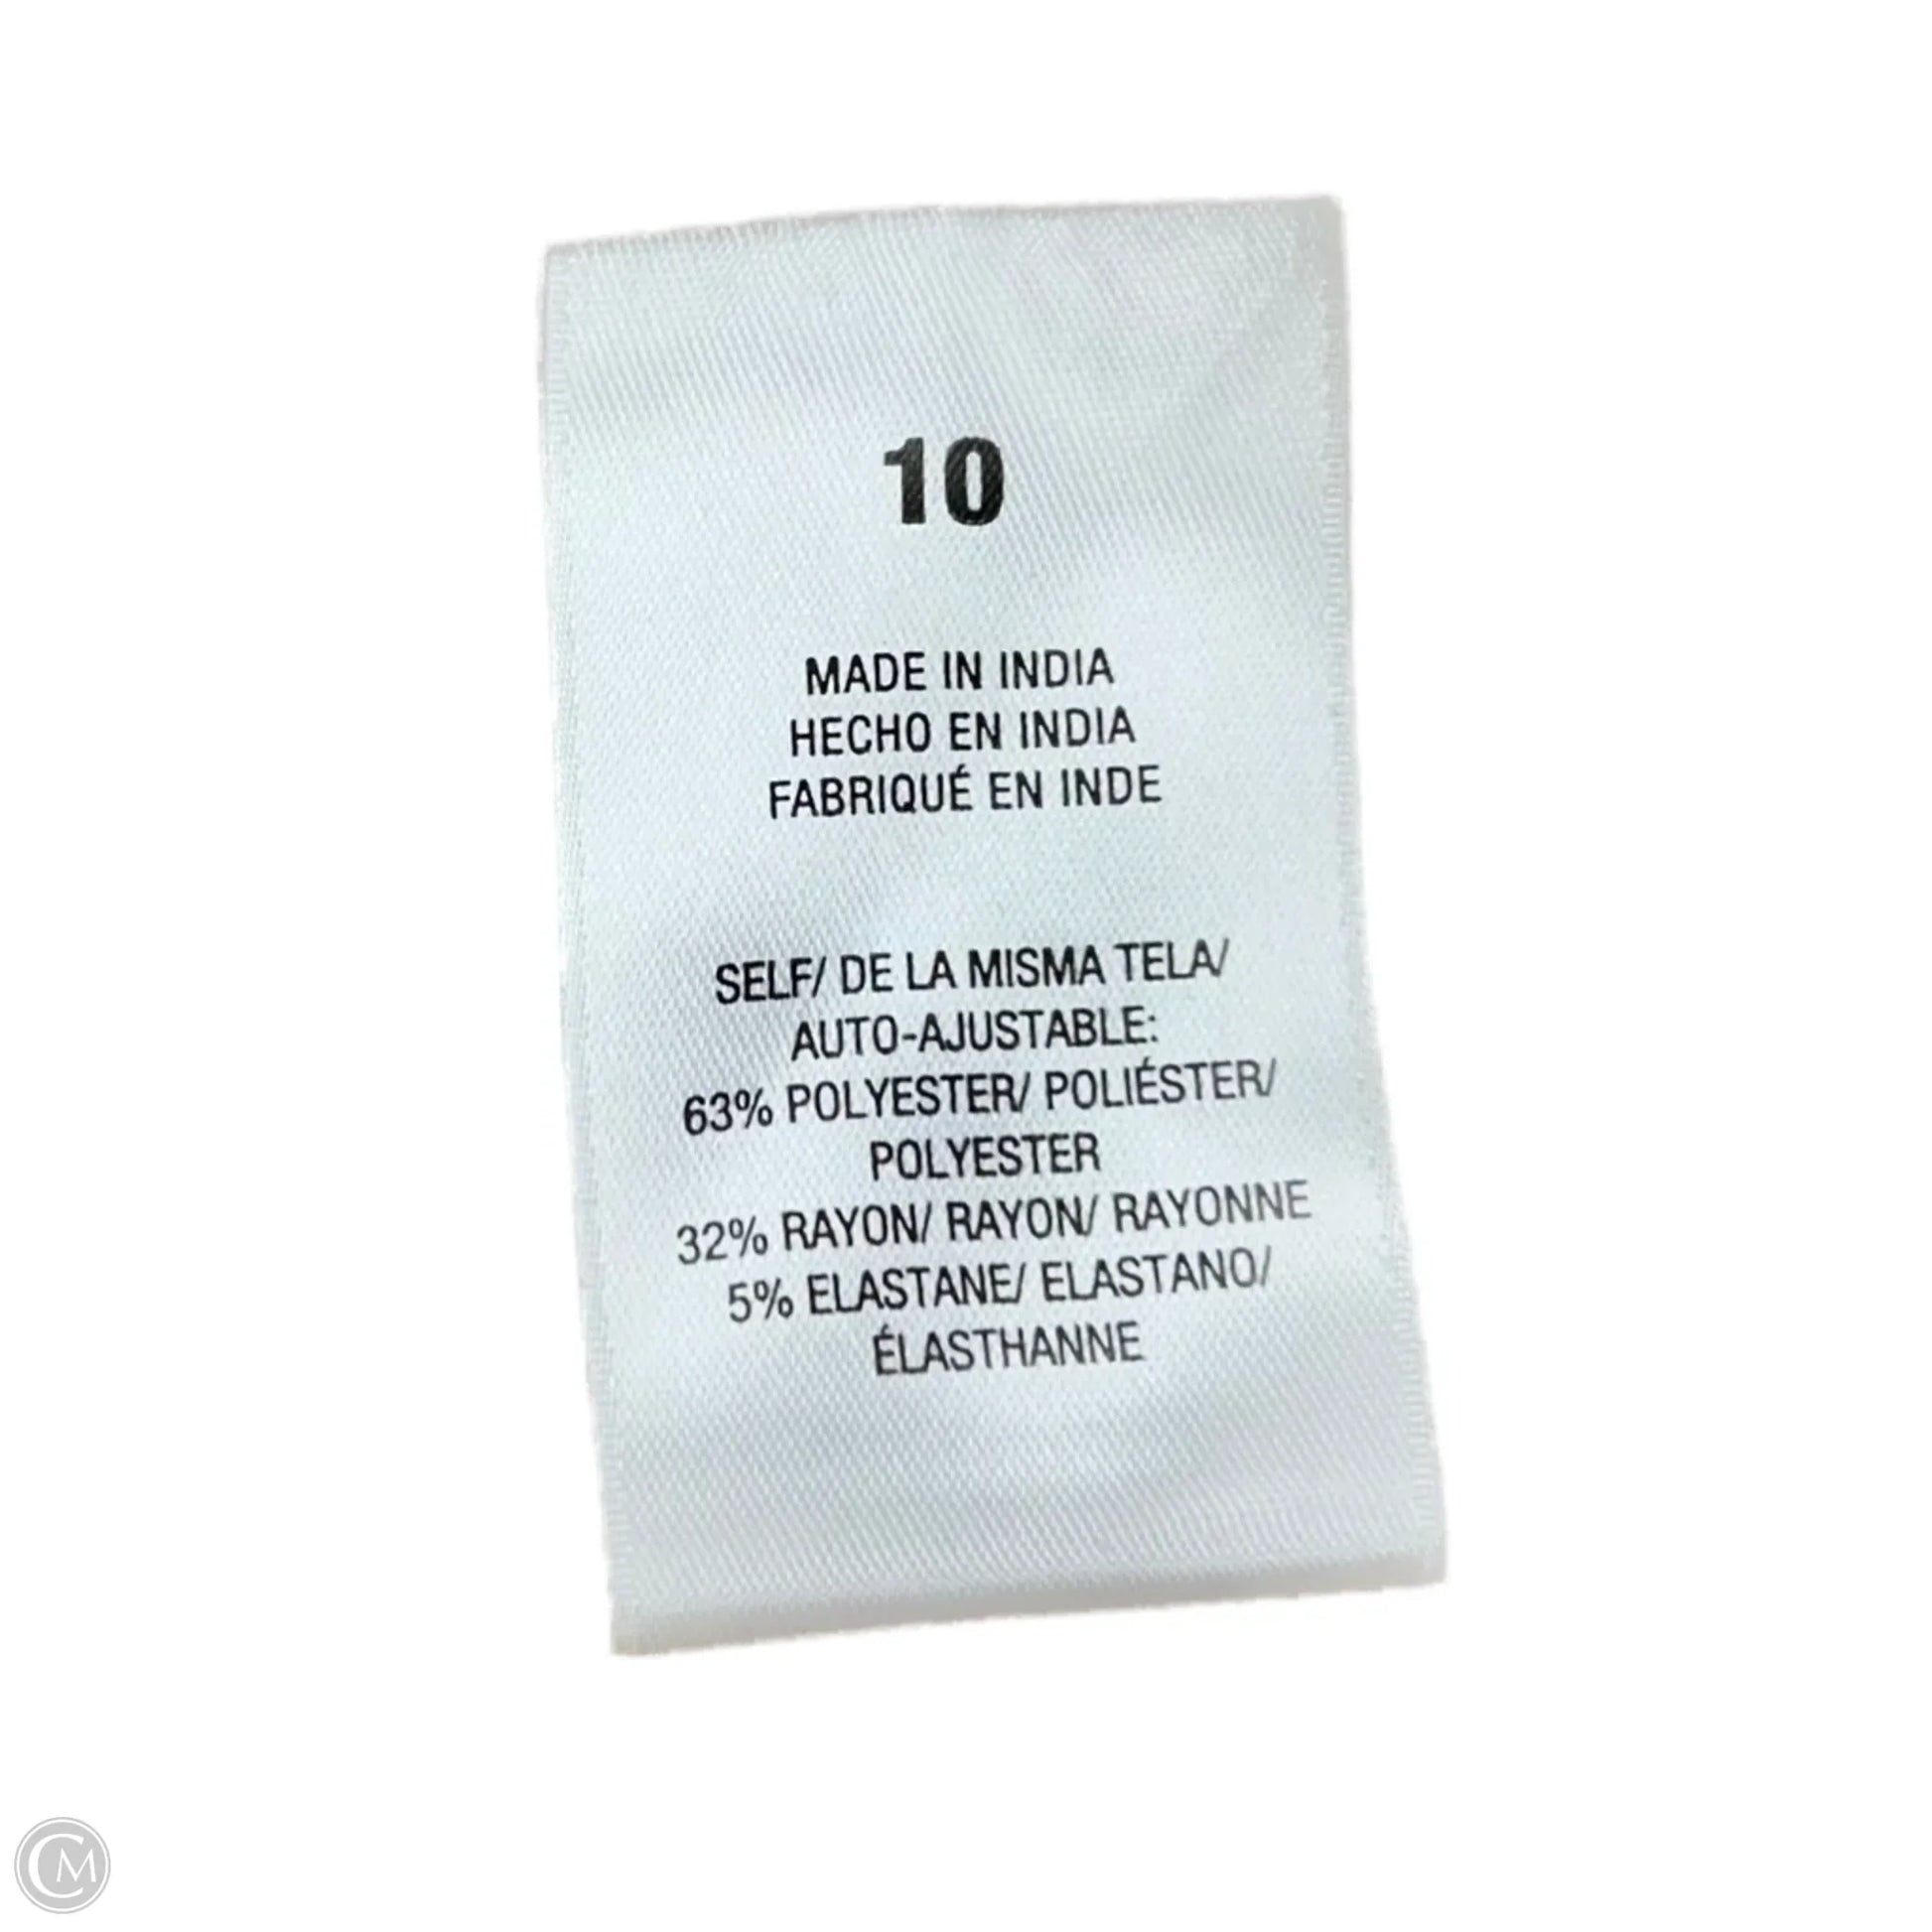 10
MADE IN INDIA
HECHO EN INDIA
FABRIQUÉ EN INDE
SELF/ DE LA MISMA TELA/
AUTO-AJUSTABLE:
63% POLYESTER/ POLIÉSTER/
POLYESTER
32% RAYON/ RAYON/ RAYONNE
5% ELASTANE/ ELASTANO/
ÉLASTHANNE
CM